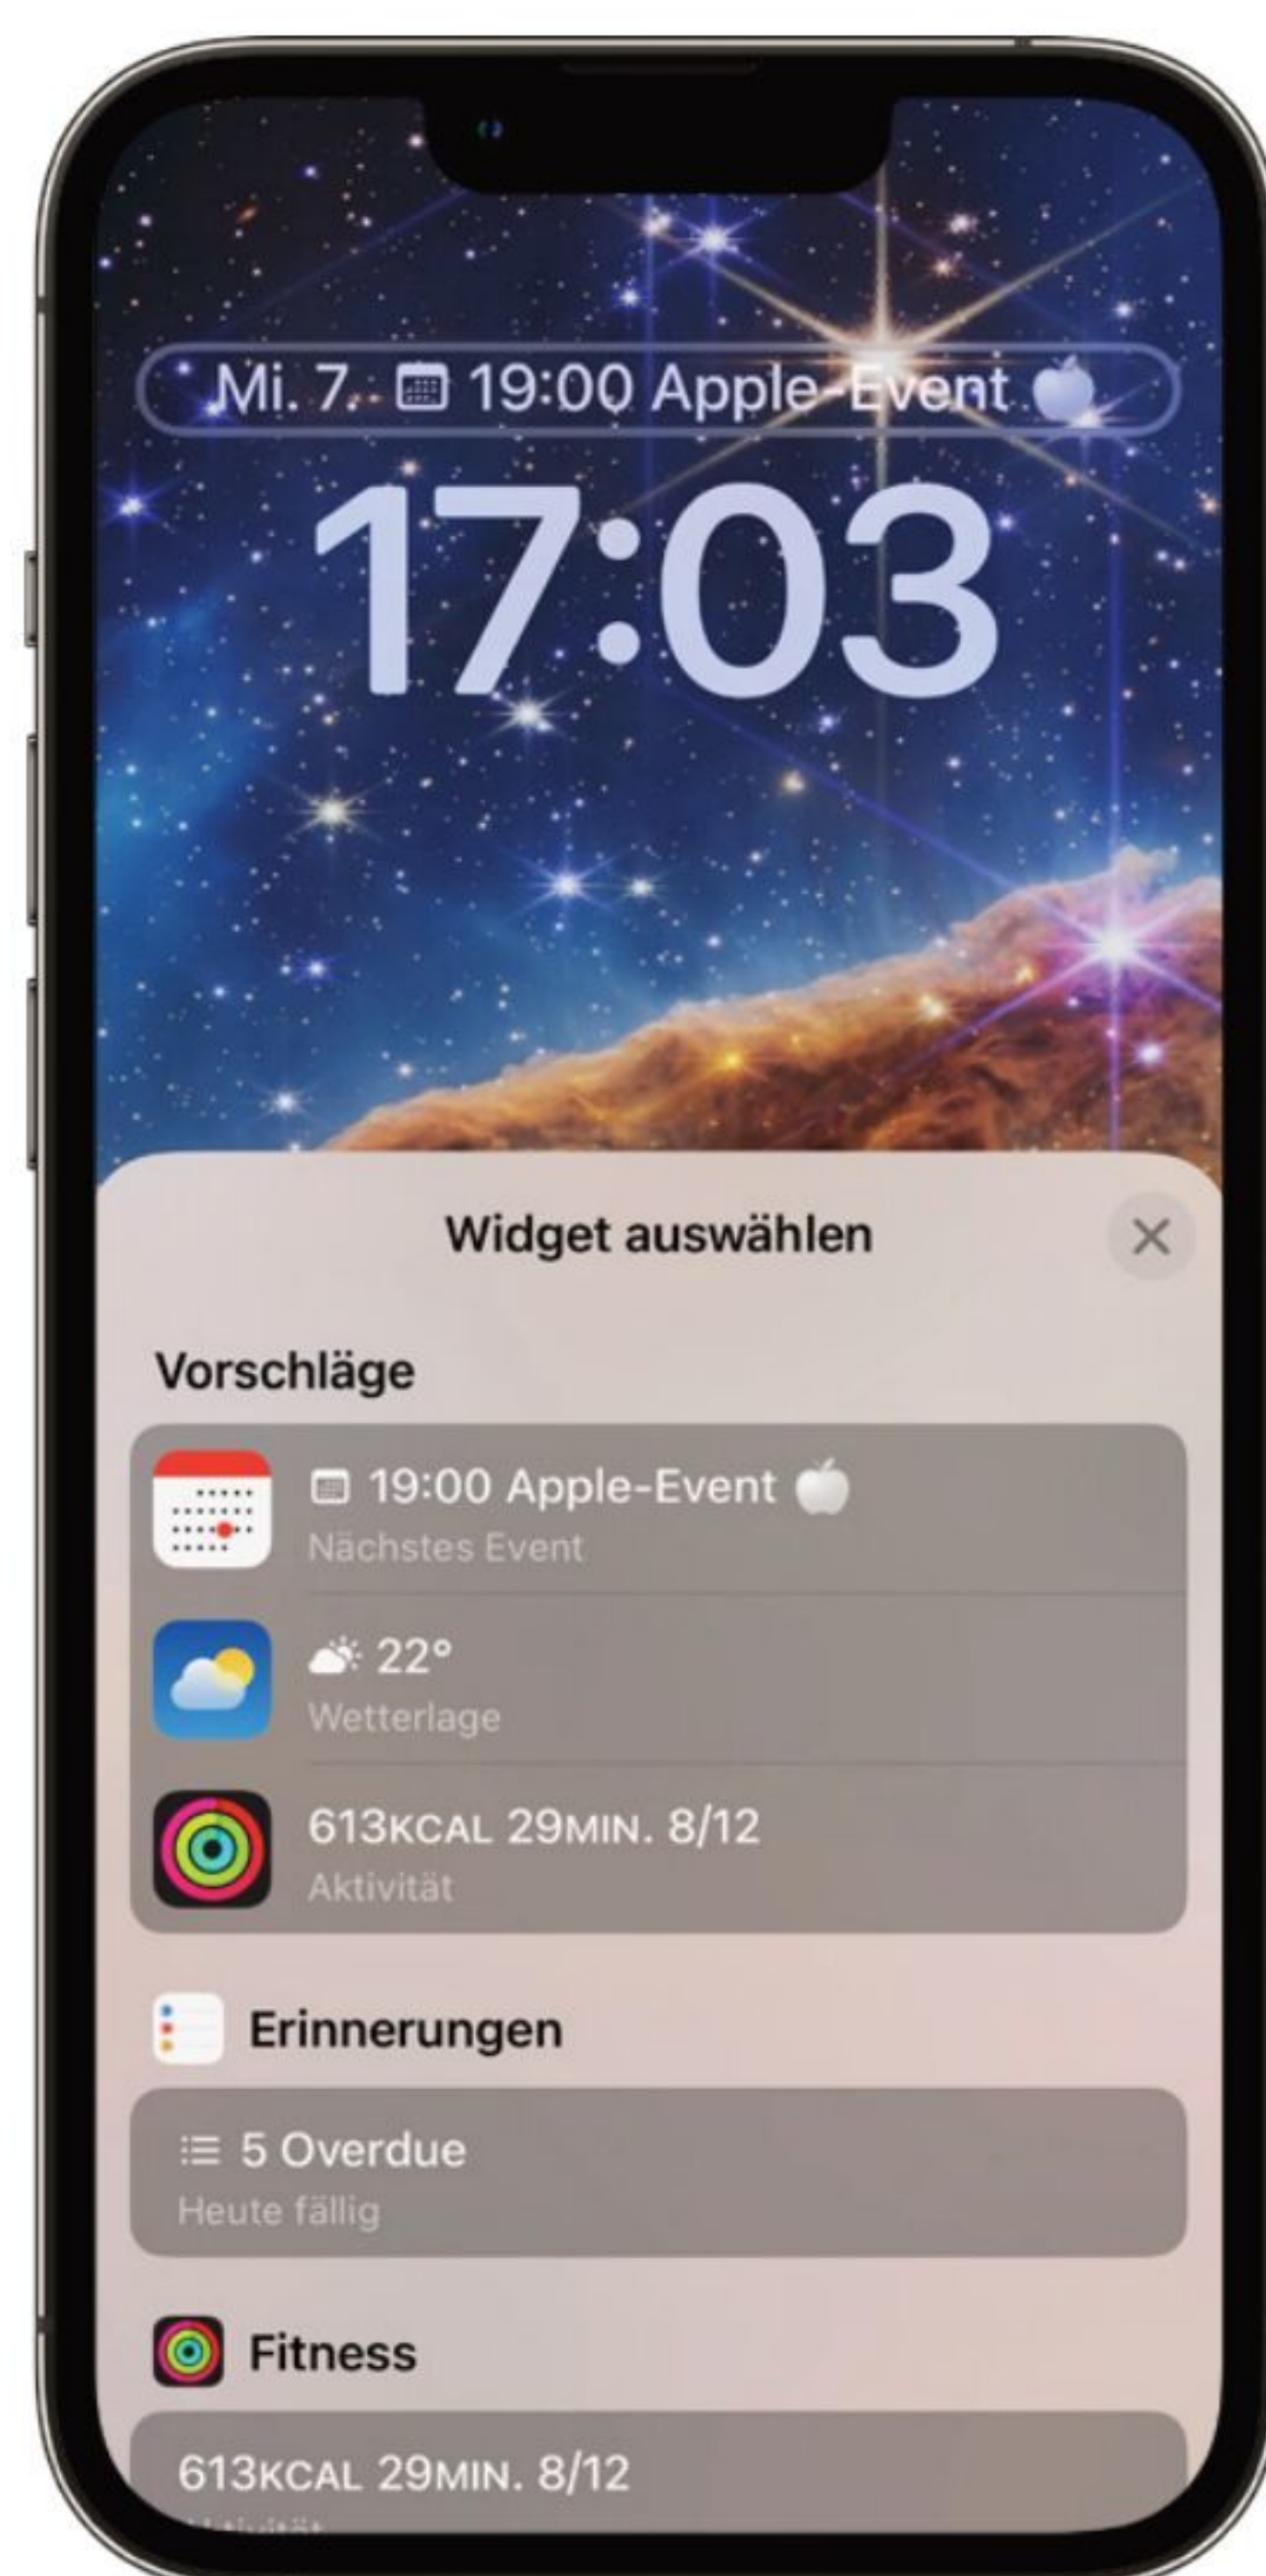 Mi. 7. 19:00 Apple-Event
17:03
Widget auswählen
Vorschläge
19:00 Apple-Event
Nächstes Event
22°
Wetterlage
613KCAL 29MIN. 8/12
Aktivität
Erinnerungen
5 Overdue
Heute fällig
Fitness
613KCAL 29MIN. 8/12